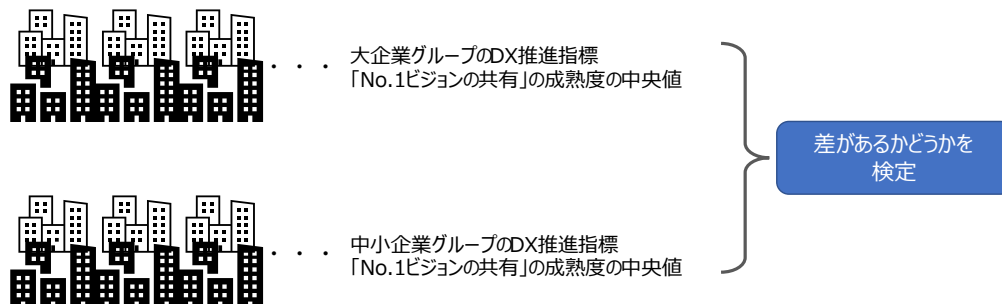 ・・・
大企業グループのDX推進指標
「No.1ビジョンの共有」の成熟度の中央値
差があるかどうかを
検定
・・・
中小企業グループのDX推進指標
「No.1ビジョンの共有」の成熟度の中央値